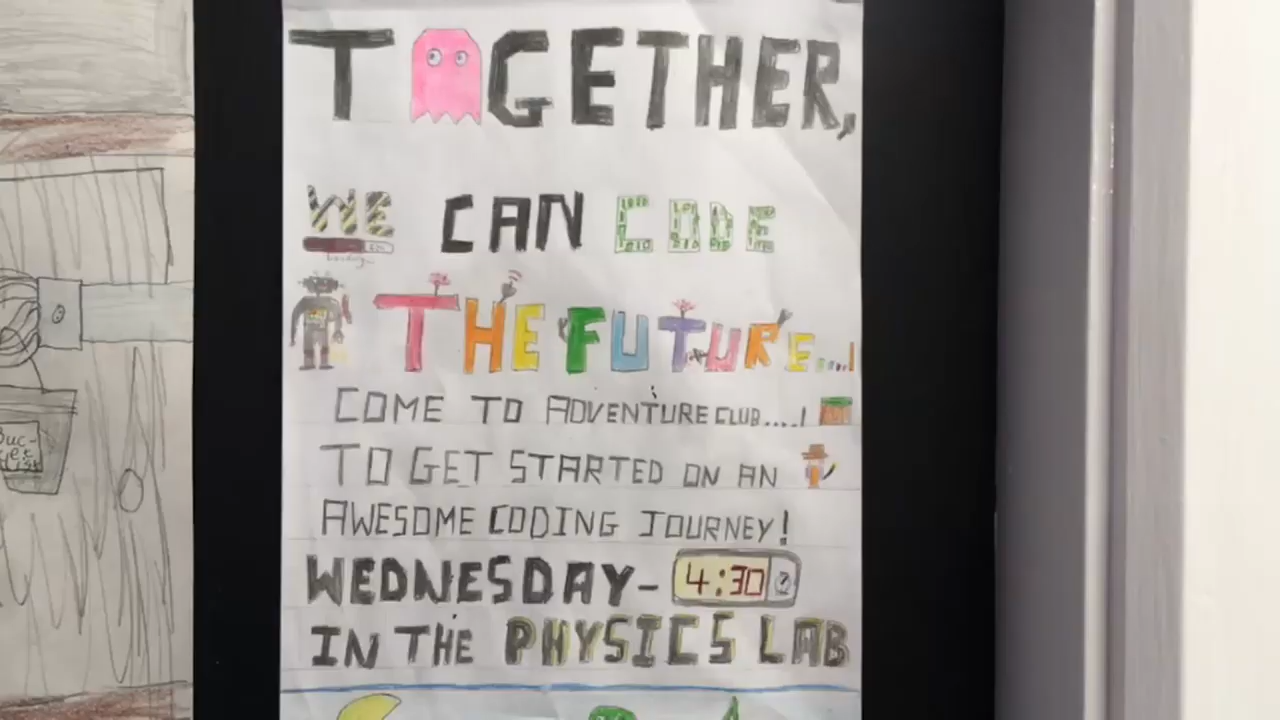 TOGETHER,
WE CAN CODE
Loading...
THE FUTURE....!
COME TO ADVENTURE CLUB....!
TO GET STARTED ON AN
AWESOME CODING JOURNEY!
WEDNESDAY- 4:30
IN THE PHYSICS LAB